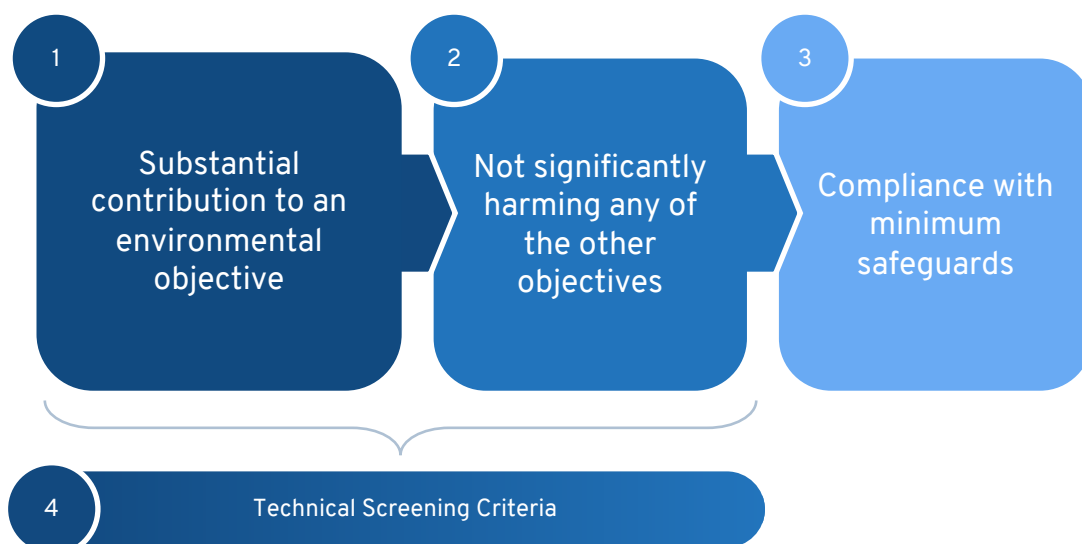 1
Substantial
contribution to an
environmental
objective
2
Not significantly
harming any of
the other
objectives
3
Compliance with
minimum
safeguards
4
Technical Screening Criteria